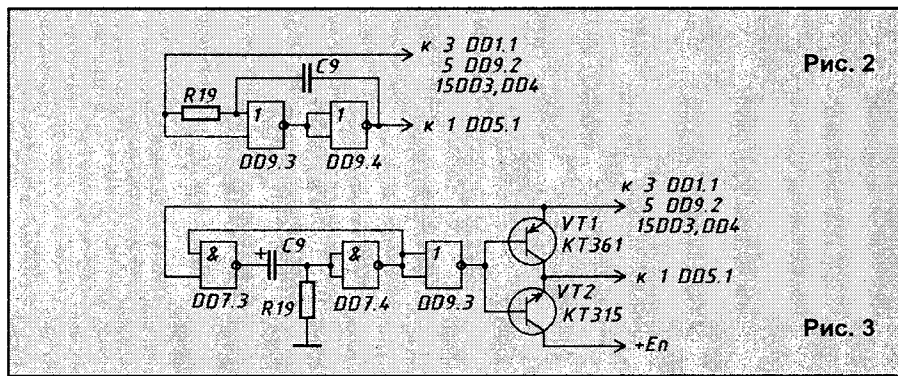 к 3 DD1.1
5 DD9.2
15DD3,DD4
Рис. 2
C9
R19
1
1
к 1 DD5.1
DD9.3
DD9.4
к 3 DD1.1
5 DD9.2
15DD3,DD4
VT1
KT361
&
+
C9
&
1
к 1 DD5.1
DD7.3
R19
DD7.4
DD9.3
VT2
KT315
Рис. 3
+Еп